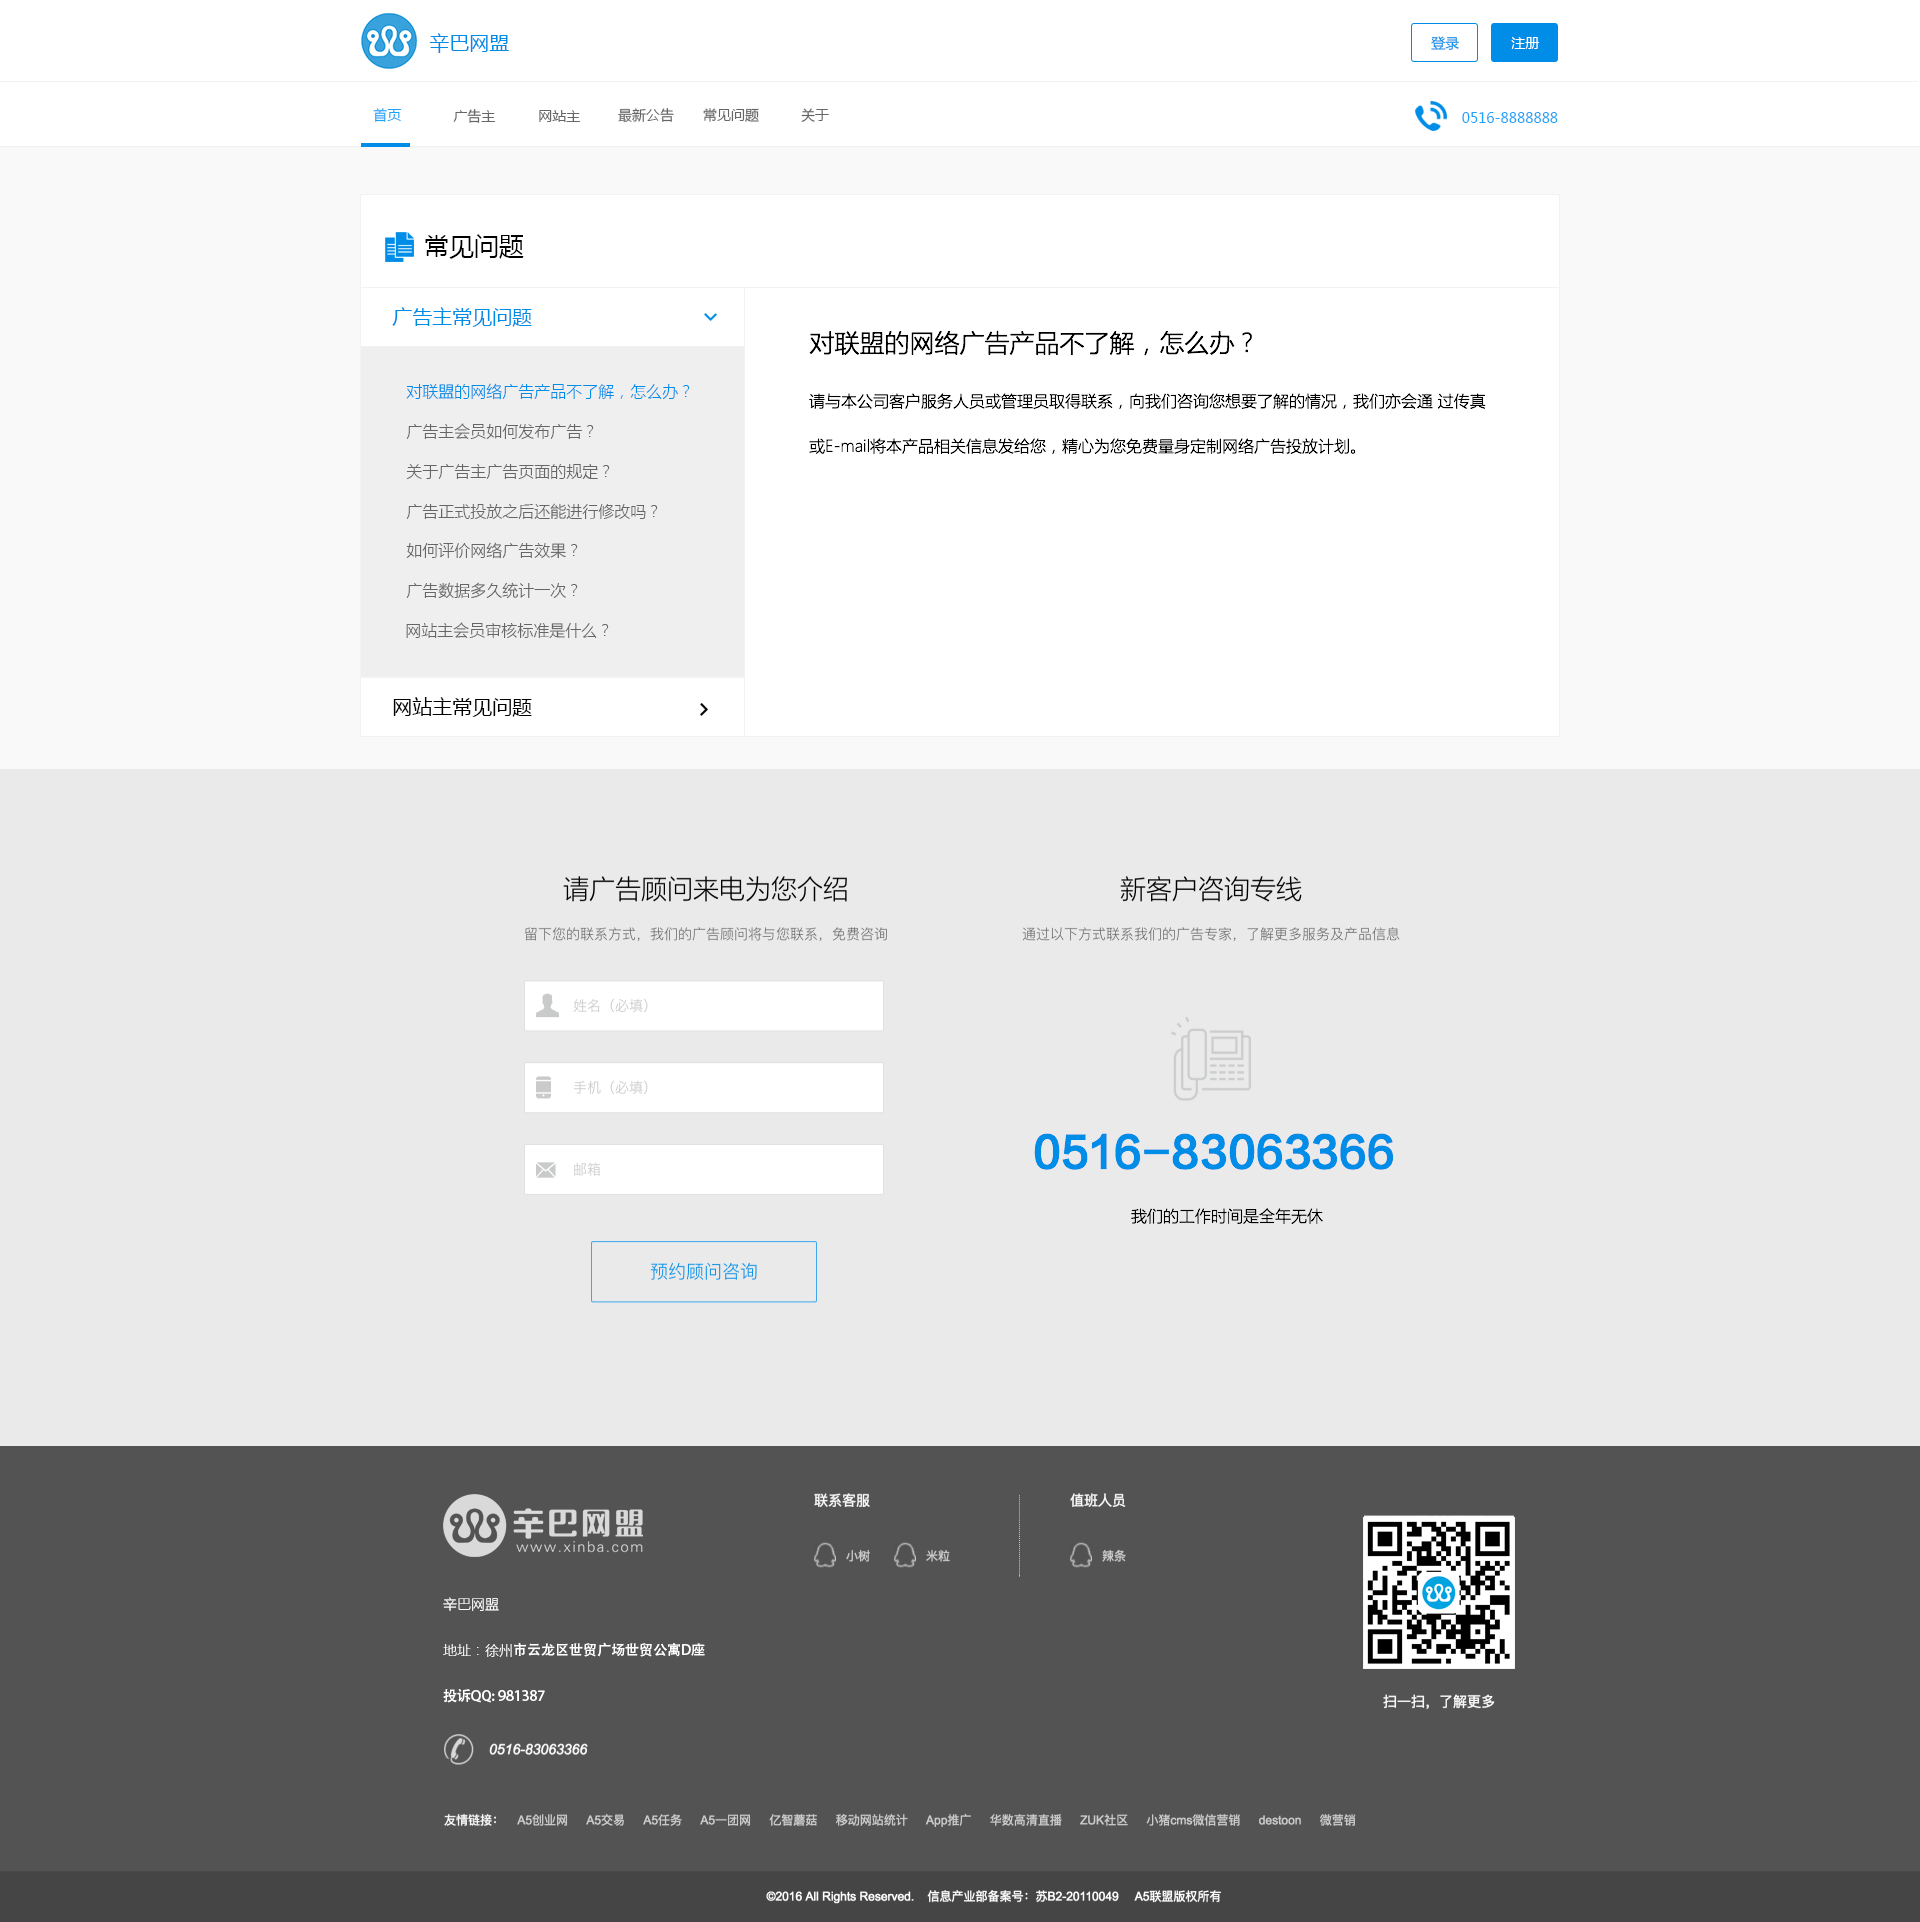 辛巴网盟
登录
注册
首页
广告主
网站主
最新公告
常见问题
关于
0516-8888888
常见问题
广告主常见问题
对联盟的网络广告产品不了解，怎么办？
广告主会员如何发布广告？
关于广告主广告页面的规定？
广告正式投放之后还能进行修改吗？
如何评价网络广告效果？
广告数据多久统计一次？
网站主会员审核标准是什么？
网站主常见问题
对联盟的网络广告产品不了解，怎么办？
请与本公司客户服务人员或管理员取得联系，向我们咨询您想要了解的情况，我们亦会通 过传真
或E-mail将本产品相关信息发给您，精心为您免费量身定制网络广告投放计划。
请广告顾问来电为您介绍
留下您的联系方式，我们的广告顾问将与您联系，免费咨询
姓名（必填）
手机（必填）
邮箱
预约顾问咨询
新客户咨询专线
通过以下方式联系我们的广告专家，了解更多服务及产品信息
0516-83063366
我们的工作时间是全年无休
辛巴网盟
www.xinba.com
辛巴网盟
地址：徐州市云龙区世贸广场世贸公寓D座
投诉QQ: 981387
0516-83063366
联系客服
小树
米粒
值班人员
辣条
扫一扫，了解更多
友情链接： A5创业网 A5交易 A5任务 A5一团网 亿智蘑菇 移动网站统计 App推广 华数高清直播 ZUK社区 小猪cms微信营销 destoon 微营销
©2016 All Rights Reserved. 信息产业部备案号：苏B2-20110049 A5联盟版权所有